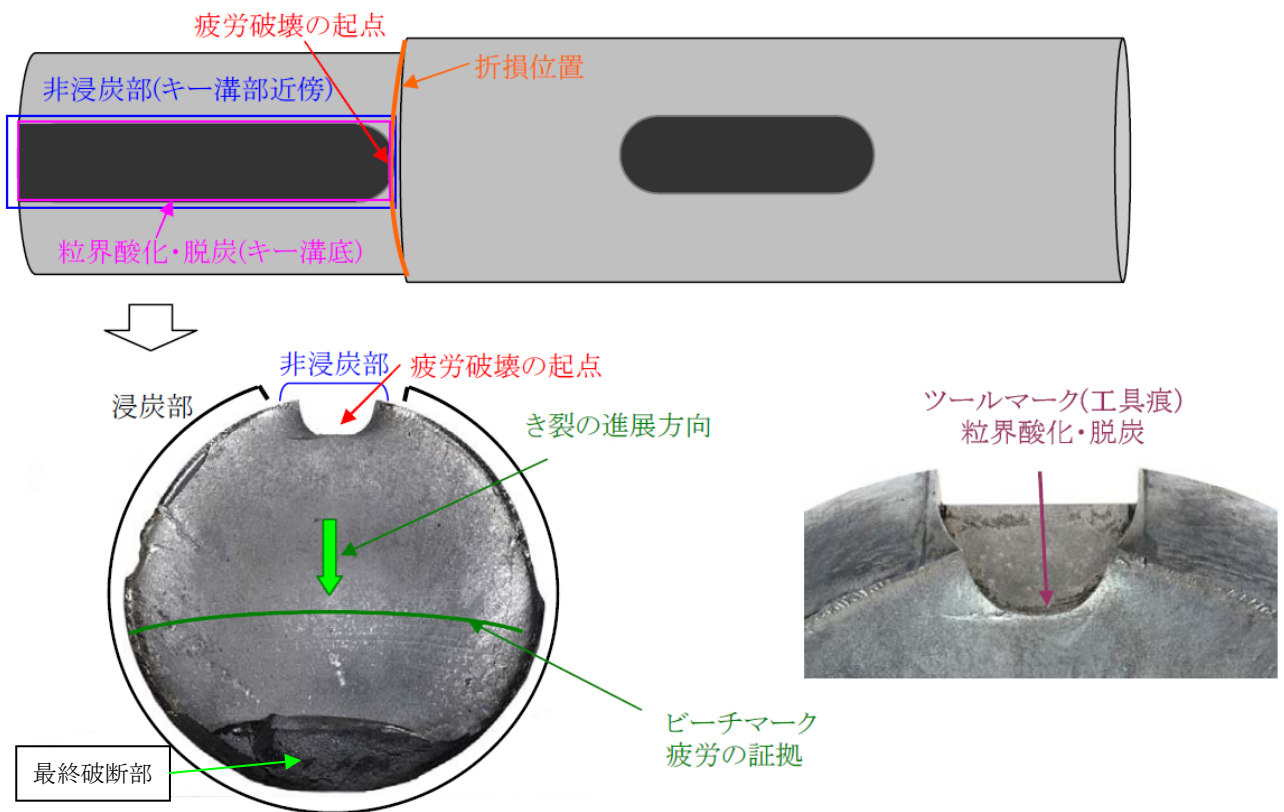 疲労破壊の起点
折損位置
非浸炭部(キー溝部近傍)
粒界酸化・脱炭(キー溝底)
非浸炭部
疲労破壊の起点
浸炭部
き裂の進展方向
ツールマーク(工具痕)
粒界酸化・脱炭
ビーチマーク
疲労の証拠
最終破断部